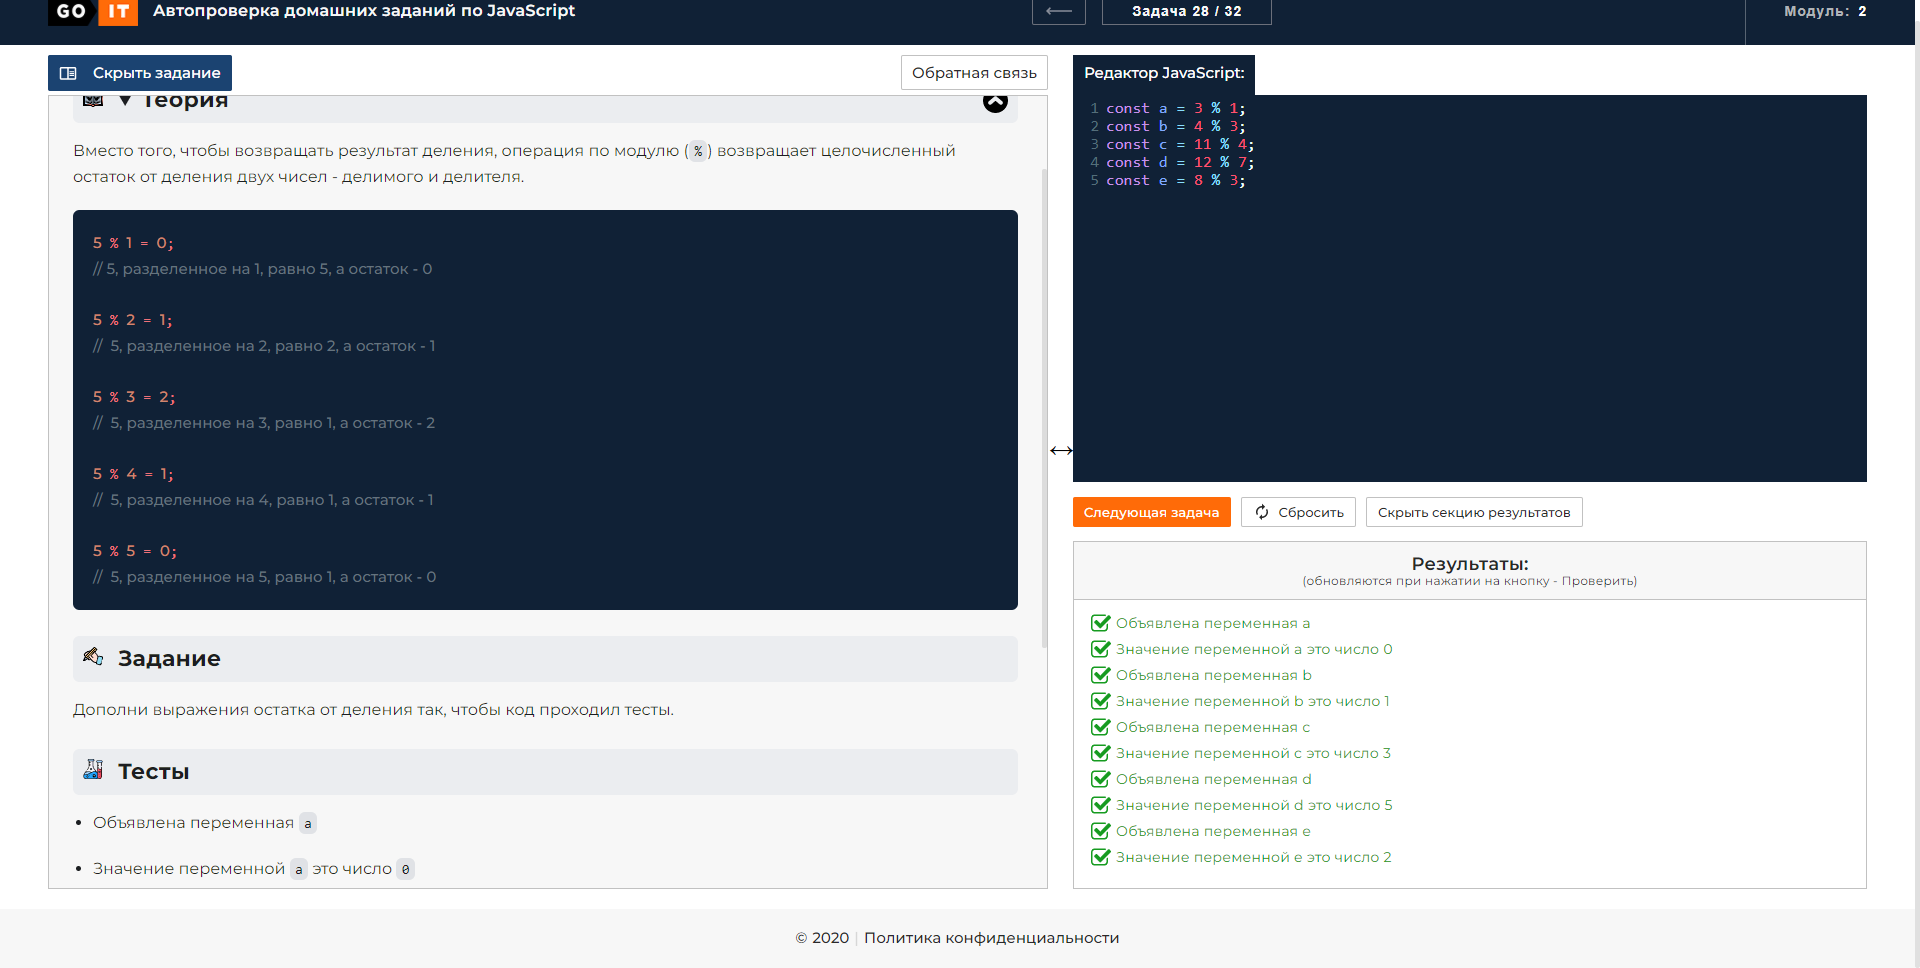 GO IT Автопроверка домашних заданий по JavaScript
Задача 28 / 32
Модуль: 2
Скрыть задание
Обратная связь
Теория
Вместо того, чтобы возвращать результат деления, операция по модулю (%) возвращает целочисленный
остаток от деления двух чисел - делимого и делителя.
5 % 1 = 0;
// 5, разделенное на 1, равно 5, а остаток - 0
5 % 2 = 1;
// 5, разделенное на 2, равно 2, а остаток - 1
5 % 3 = 2;
// 5, разделенное на 3, равно 1, а остаток - 2
5 % 4 = 1;
// 5, разделенное на 4, равно 1, а остаток - 1
5 % 5 = 0;
// 5, разделенное на 5, равно 1, а остаток - 0
Задание
Дополни выражения остатка от деления так, чтобы код проходил тесты.
Тесты
• Объявлена переменная a
• Значение переменной a это число 0
Редактор JavaScript:
1 const a = 3 % 1;
2 const b = 4 % 3;
3 const c = 11 % 4;
4 const d = 12 % 7;
5 const e = 8 % 3;
Следующая задача
Сбросить
Скрыть секцию результатов
Результаты:
(обновляются при нажатии на кнопку - Проверить)
Объявлена переменная a
Значение переменной a это число 0
Объявлена переменная b
Значение переменной b это число 1
Объявлена переменная c
Значение переменной c это число 3
Объявлена переменная d
Значение переменной d это число 5
Объявлена переменная e
Значение переменной e это число 2
© 2020 | Политика конфиденциальности